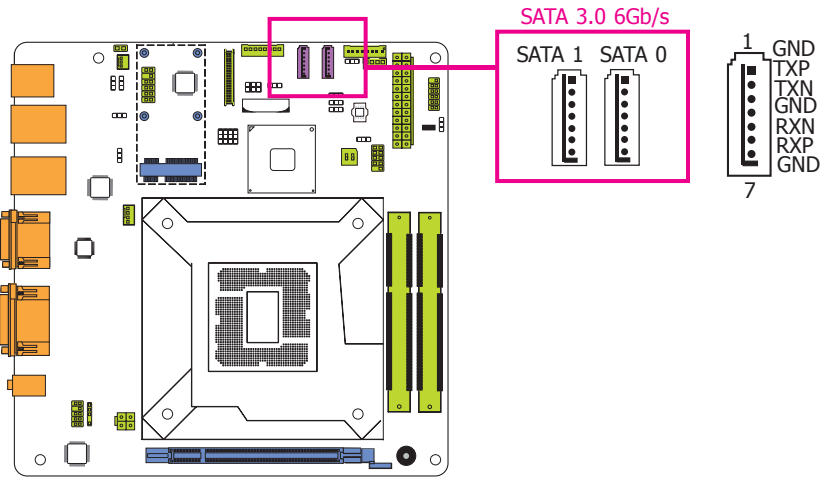 SATA 3.0 6Gb/s
SATA 1 SATA 0
1
GND
TXP
TXN
GND
RXN
RXP
GND
7